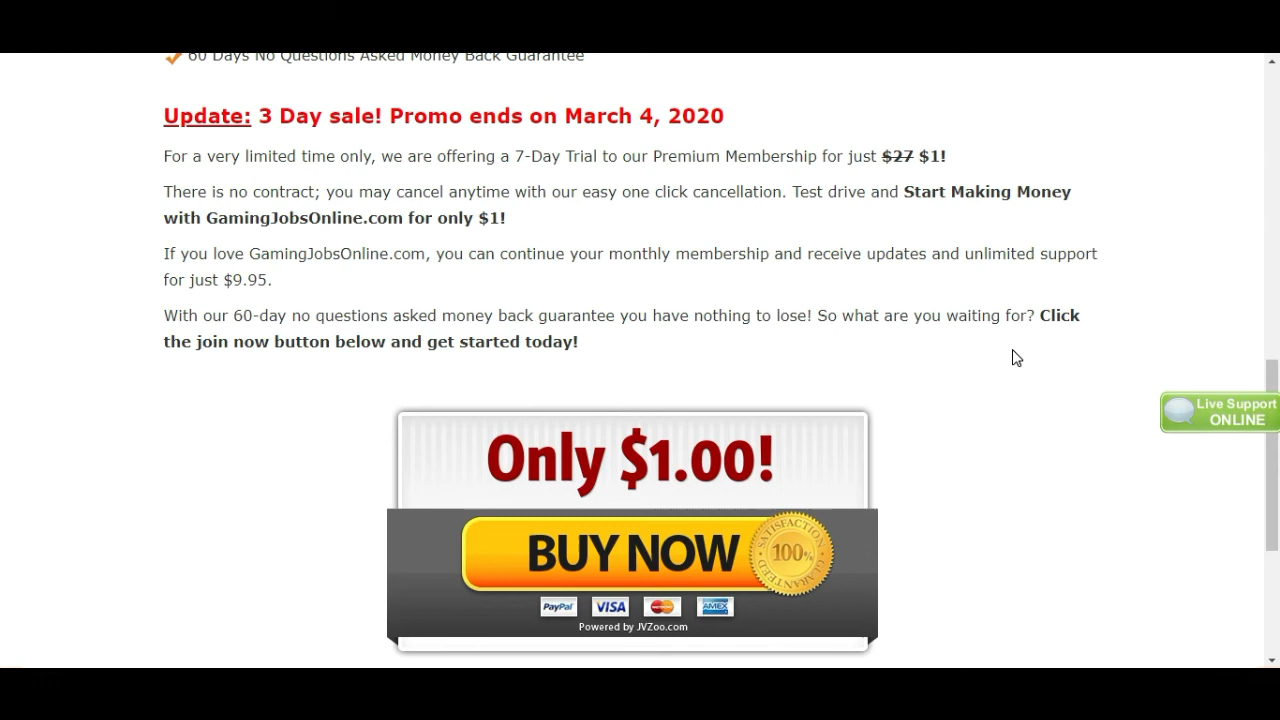 60 Days No Questions Asked Money Back Guarantee
Update: 3 Day sale! Promo ends on March 4, 2020
For a very limited time only, we are offering a 7-Day Trial to our Premium Membership for just $27 $1!
There is no contract; you may cancel anytime with our easy one click cancellation. Test drive and Start Making Money
with GamingJobsOnline.com for only $1!
If you love GamingJobsOnline.com, you can continue your monthly membership and receive updates and unlimited support
for just $9.95.
With our 60-day no questions asked money back guarantee you have nothing to lose! So what are you waiting for? Click
the join now button below and get started today!
Live Support
ONLINE
Only $1.00!
BUY NOW
SATISFACTION
100%
GUARANTEED
PayPal VISA MasterCard AMEX
Powered by JVZoo.com